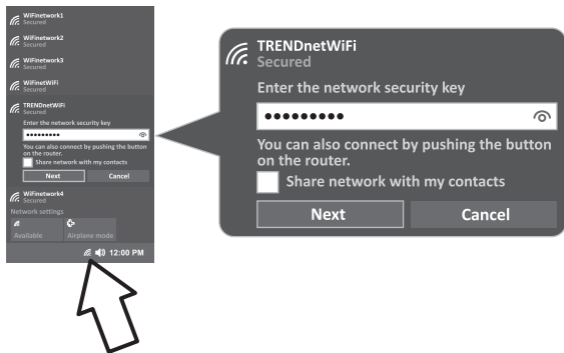 WiFinetwork1
Secured
WiFinetwork2
Secured
WiFinetwork3
Secured
WiFinetWiFi
Secured
TRENDnetWiFi
Secured
Enter the network security key
•••••••••
You can also connect by pushing the button
on the router.
Share network with my contacts
Next Cancel
WiFinetwork4
Secured
Network settings
Available Airplane mode
12:00 PM
TRENDnetWiFi
Secured
Enter the network security key
•••••••••
You can also connect by pushing the button
on the router.
Share network with my contacts
Next Cancel